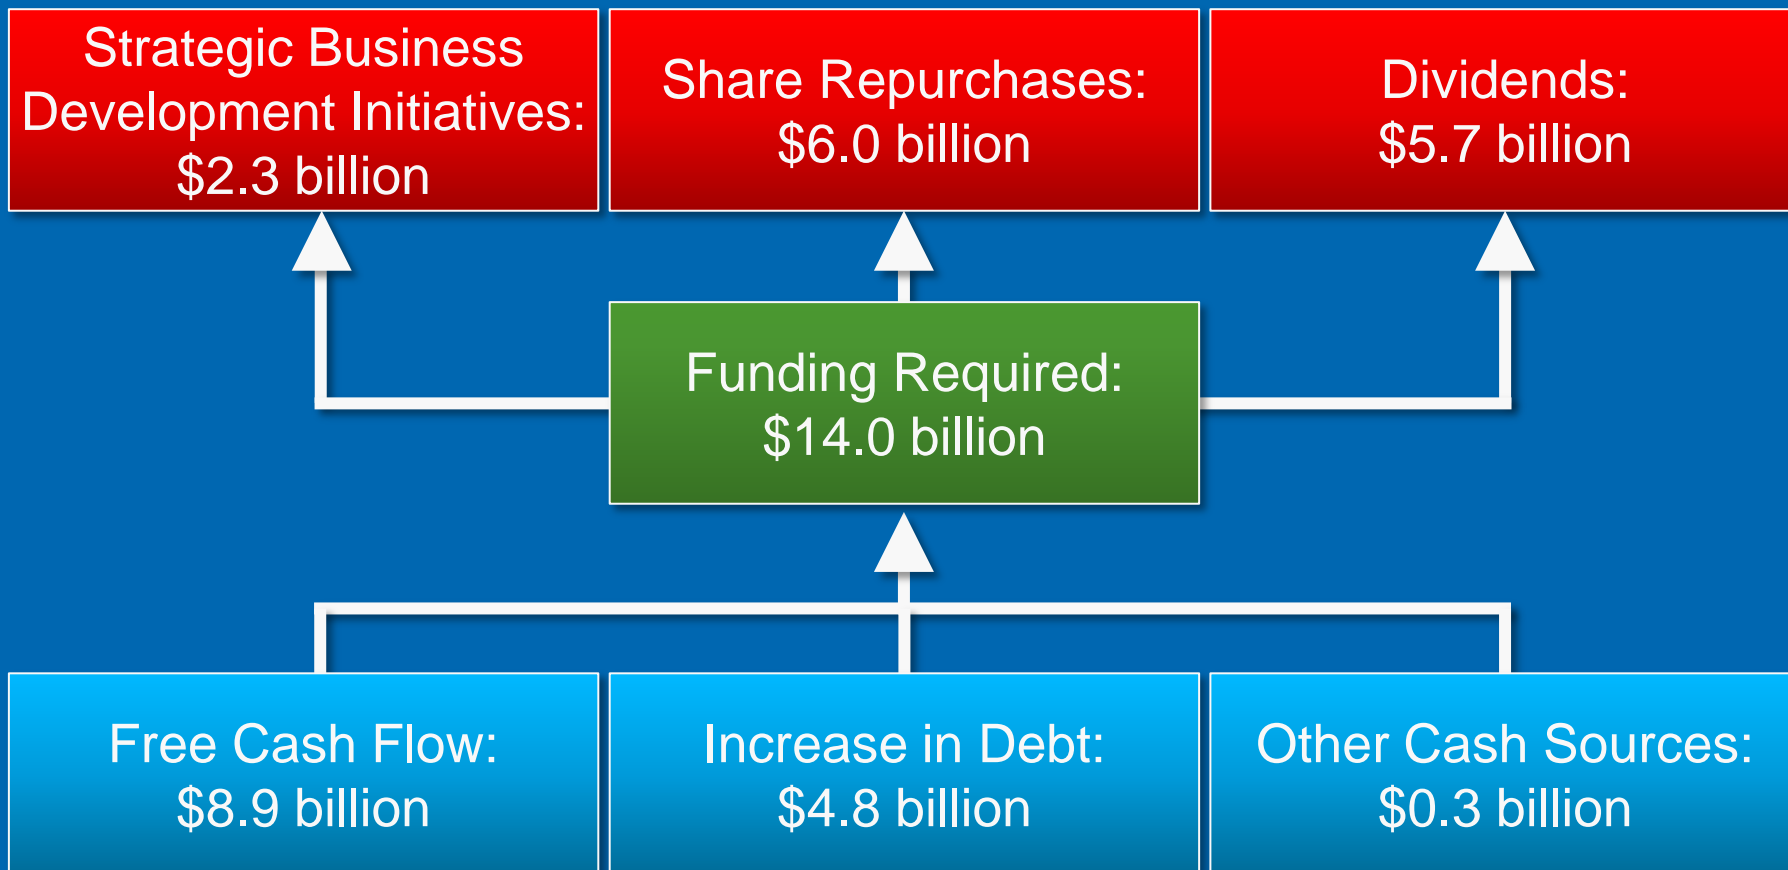 Strategic Business
Development Initiatives:
$2.3 billion
Share Repurchases:
$6.0 billion
Dividends:
$5.7 billion
Funding Required:
$14.0 billion
Free Cash Flow:
$8.9 billion
Increase in Debt:
$4.8 billion
Other Cash Sources:
$0.3 billion